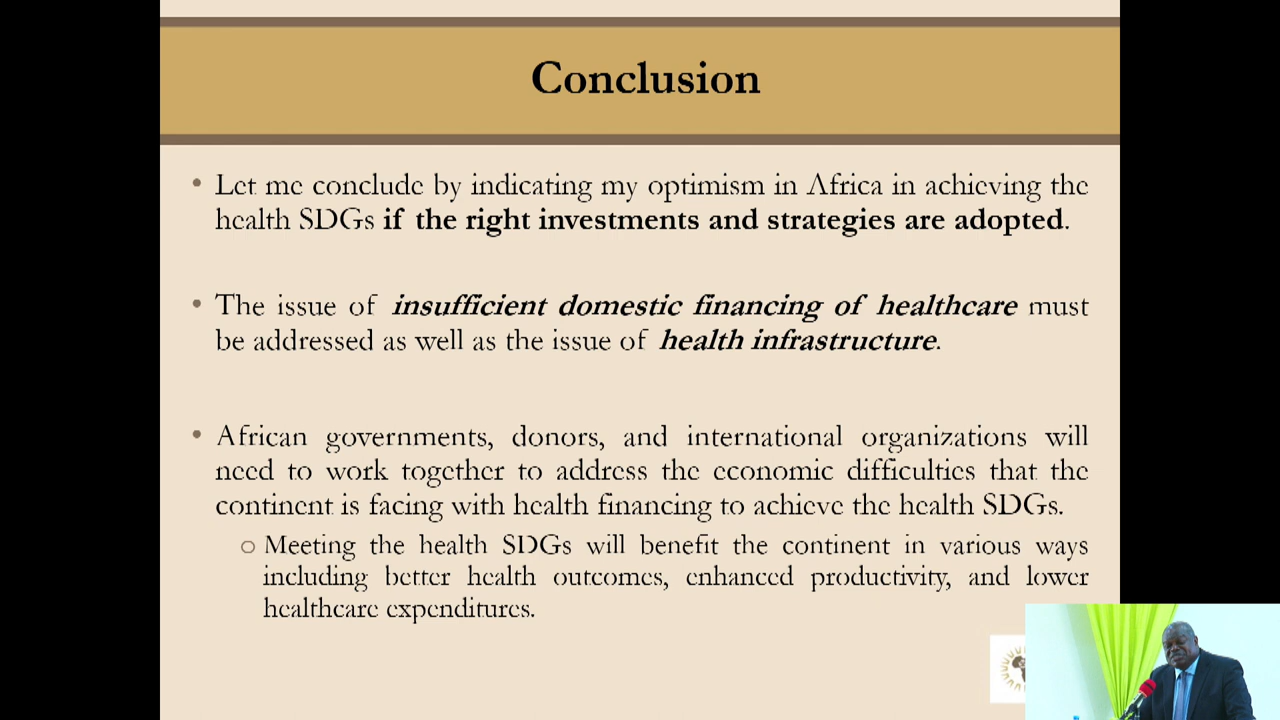 Conclusion
• Let me conclude by indicating my optimism in Africa in achieving the
health SDGs if the right investments and strategies are adopted.
• The issue of insufficient domestic financing of healthcare must
be addressed as well as the issue of health infrastructure.
• African governments, donors, and international organizations will
need to work together to address the economic difficulties that the
continent is facing with health financing to achieve the health SDGs.
o Meeting the health SDGs will benefit the continent in various ways
including better health outcomes, enhanced productivity, and lower
healthcare expenditures.